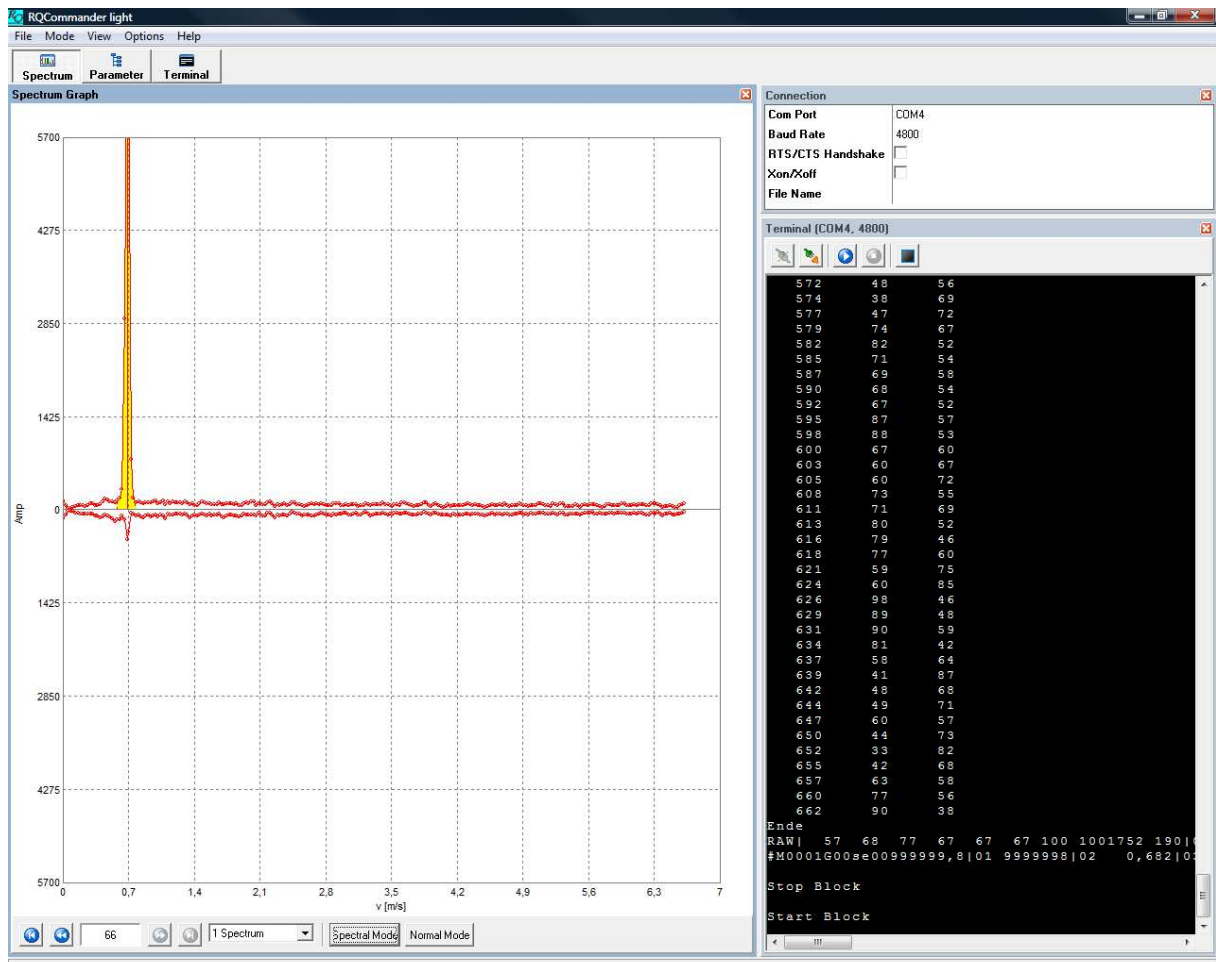 RQCommander light
File Mode View Options Help
Spectrum Parameter Terminal
Spectrum Graph
5700
4275
2850
1425
0
1425
2850
4275
5700
Amp
0 0,7 1,4 2,1 2,8 3,5 4,2 4,9 5,6 6,3 7
v [m/s]
66 1 Spectrum Spectral Mode Normal Mode
Connection
Com Port COM4
Baud Rate 4800
RTS/CTS Handshake
Xon/Xoff
File Name
Terminal (COM4, 4800)
572 48 56
574 38 69
577 47 72
579 74 67
582 82 52
585 71 54
587 69 58
590 68 54
592 67 52
595 87 57
598 88 53
600 67 60
603 60 67
605 60 72
608 73 55
611 71 69
613 80 52
616 79 46
618 77 60
621 59 75
624 60 85
626 98 46
629 89 48
631 90 59
634 81 42
637 58 64
639 41 87
642 48 68
644 49 71
647 60 57
650 44 73
652 33 82
655 42 68
657 63 58
660 77 56
662 90 38
Ende
RAW| 57 68 77 67 67 67 100 1001752 190|
#M0001G00se00999999,8|01 9999998|02 0,682|
Stop Block
Start Block